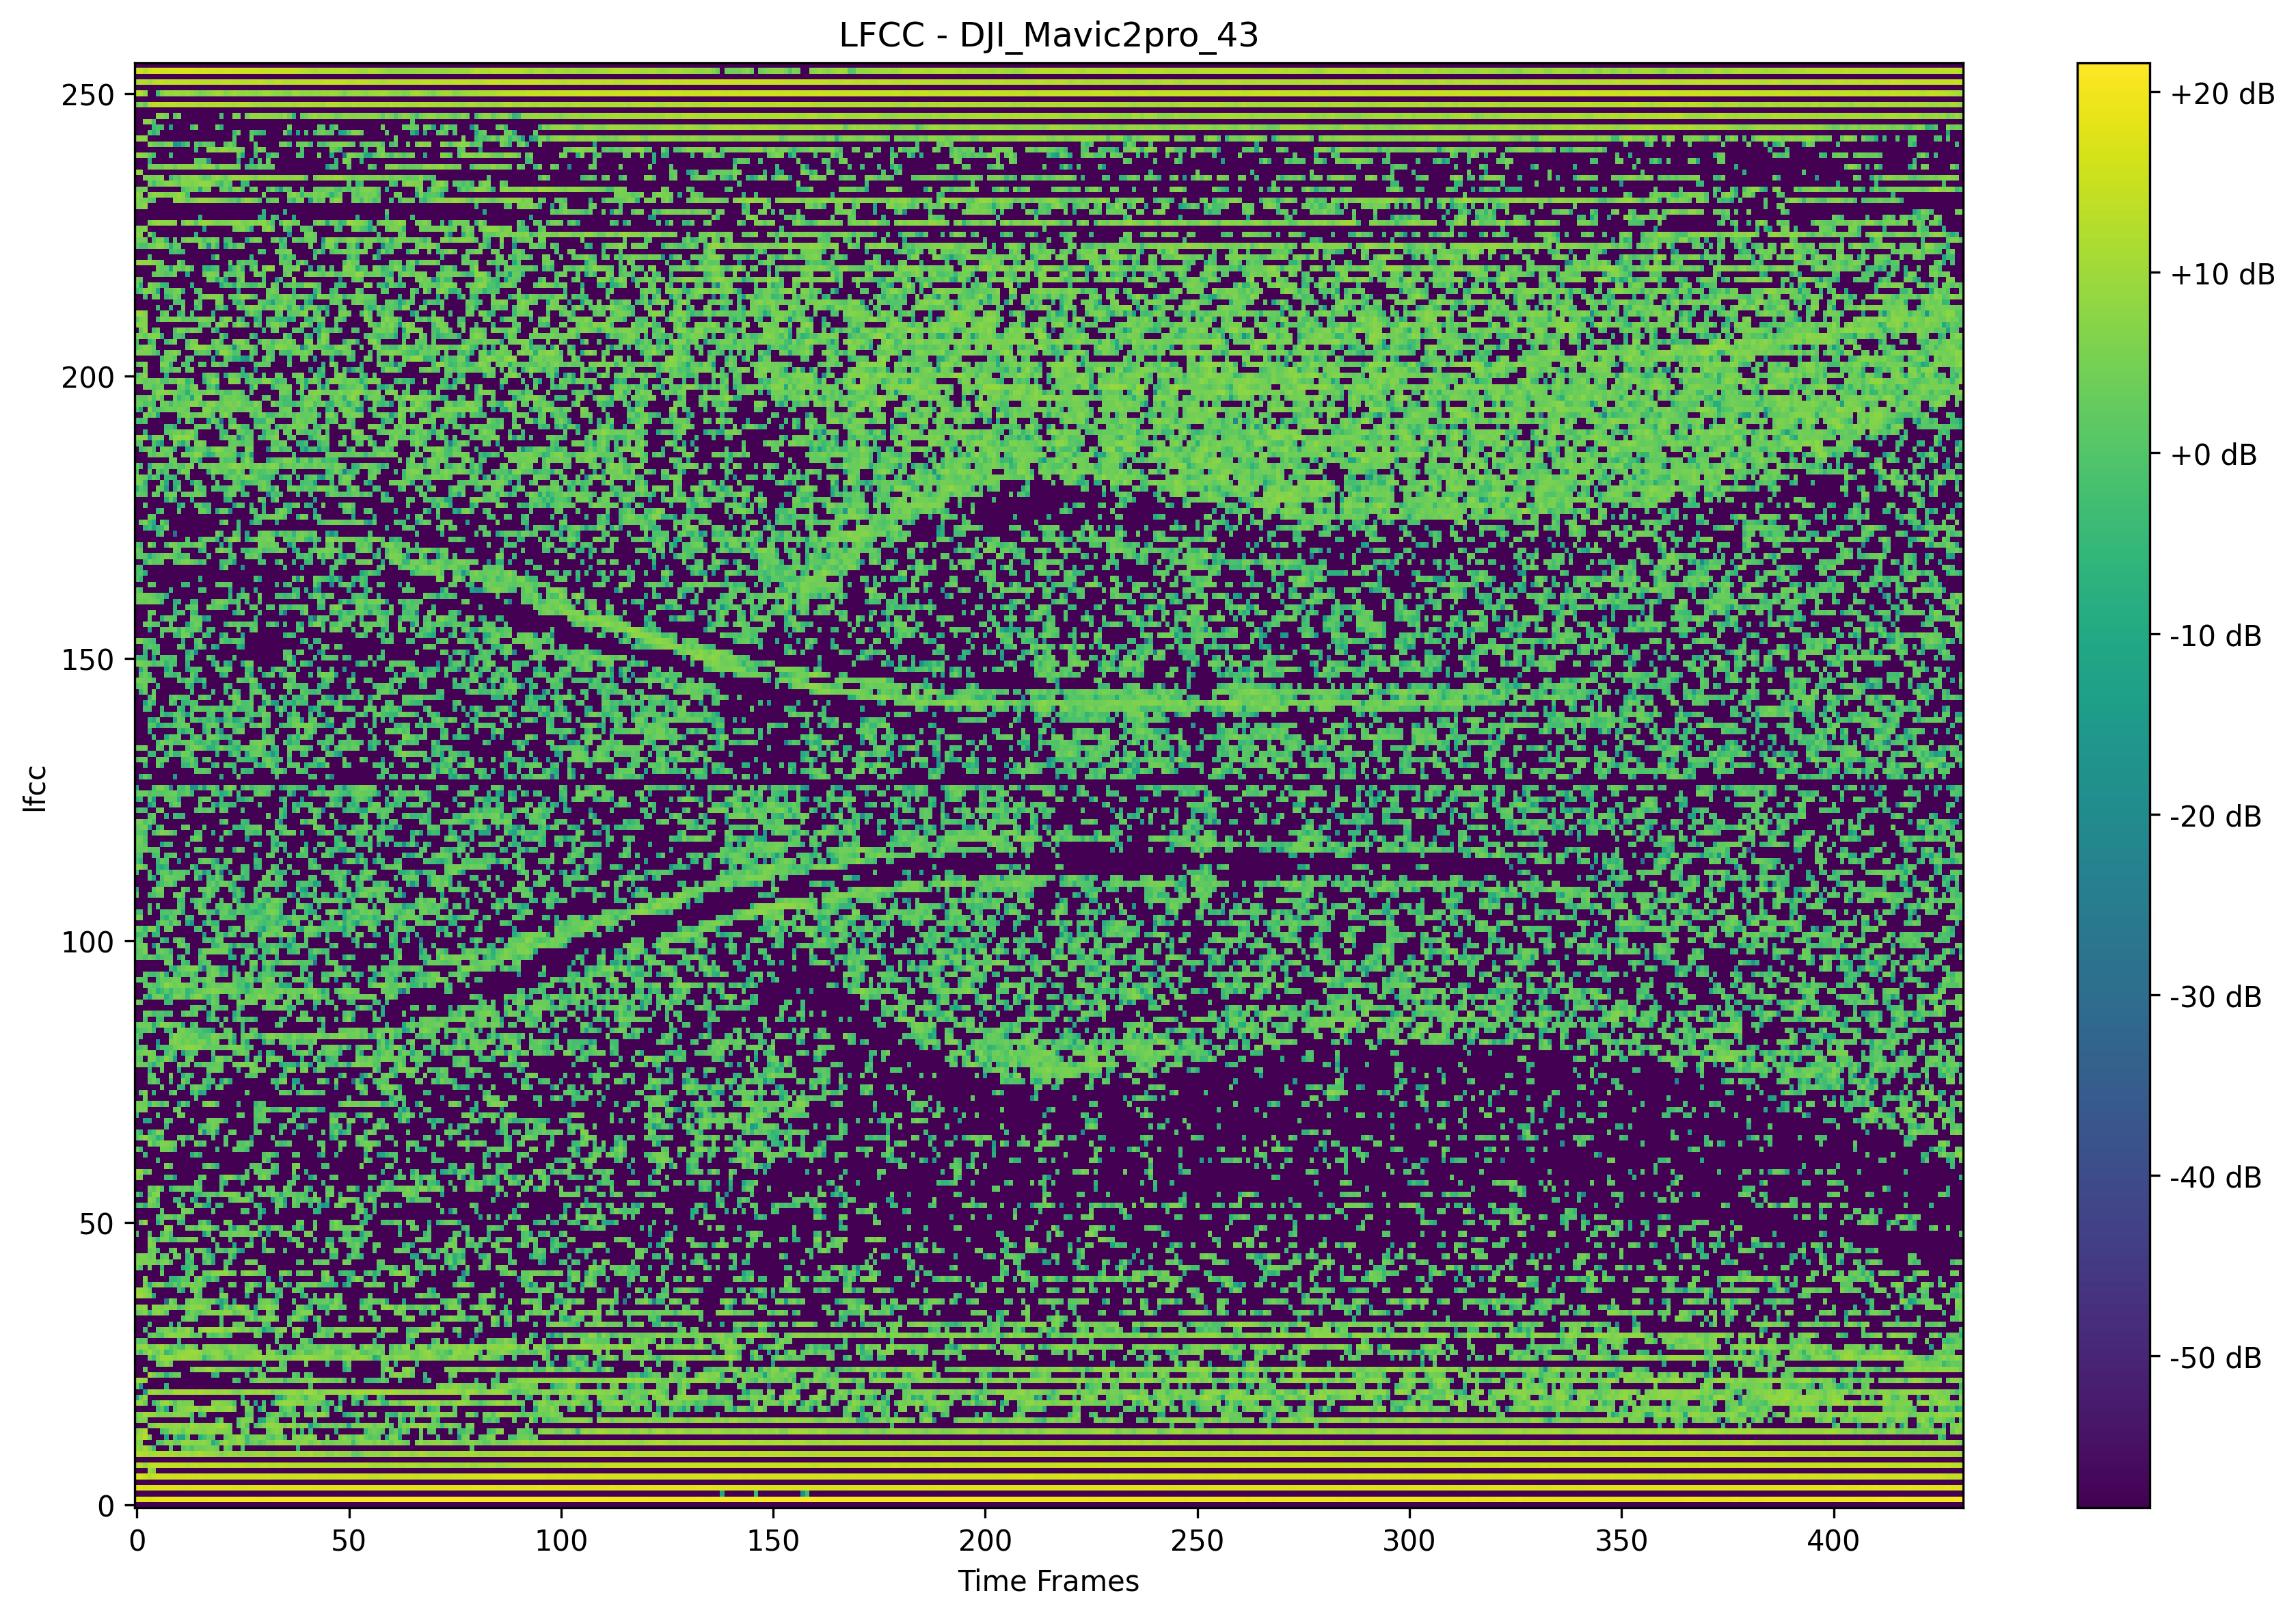 LFCC - DJI_Mavic2pro_43
lfcc
250
200
150
100
50
0
0 50 100 150 200 250 300 350 400
Time Frames
+20 dB
+10 dB
+0 dB
-10 dB
-20 dB
-30 dB
-40 dB
-50 dB